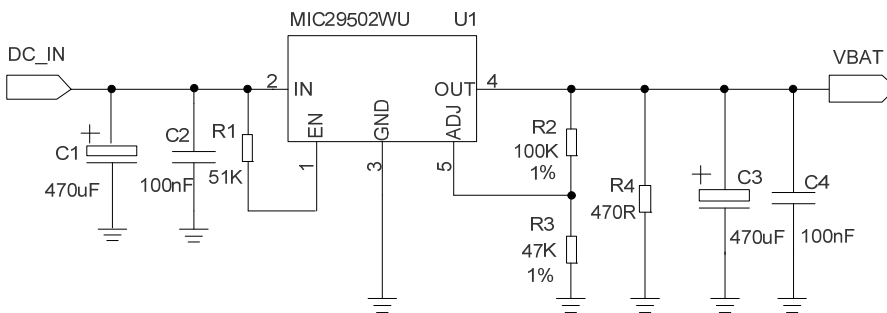 MIC29502WU
U1
DC_IN
VBAT
2
IN
OUT
4
EN
GND
ADJ
1
3
5
C1
470uF
C2
100nF
R1
51K
R2
100K
1%
R3
47K
1%
R4
470R
C3
470uF
C4
100nF
+
+